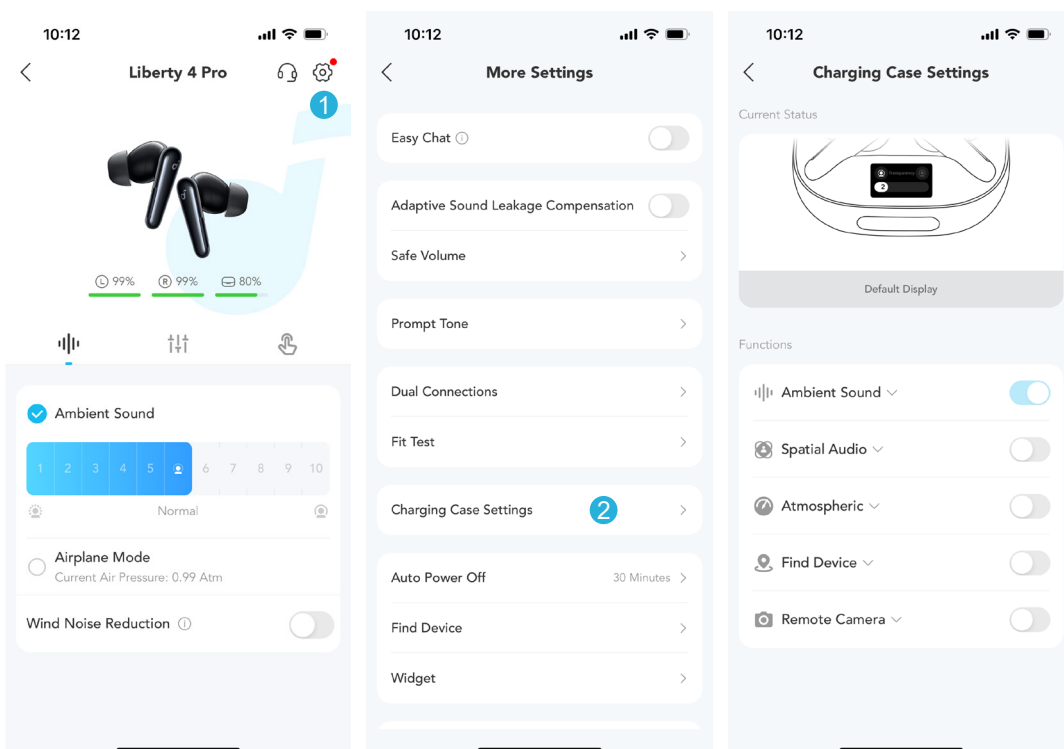 10:12
Liberty 4 Pro
1
L 99% R 99% 80%
Ambient Sound
1 2 3 4 5 6 7 8 9 10
Normal
Airplane Mode
Current Air Pressure: 0.99 Atm
Wind Noise Reduction
10:12
More Settings
Easy Chat
Adaptive Sound Leakage Compensation
Safe Volume
Prompt Tone
Dual Connections
Fit Test
Charging Case Settings 2
Auto Power Off 30 Minutes
Find Device
Widget
10:12
Charging Case Settings
Current Status
Transparency
2
Default Display
Functions
Ambient Sound
Spatial Audio
Atmospheric
Find Device
Remote Camera